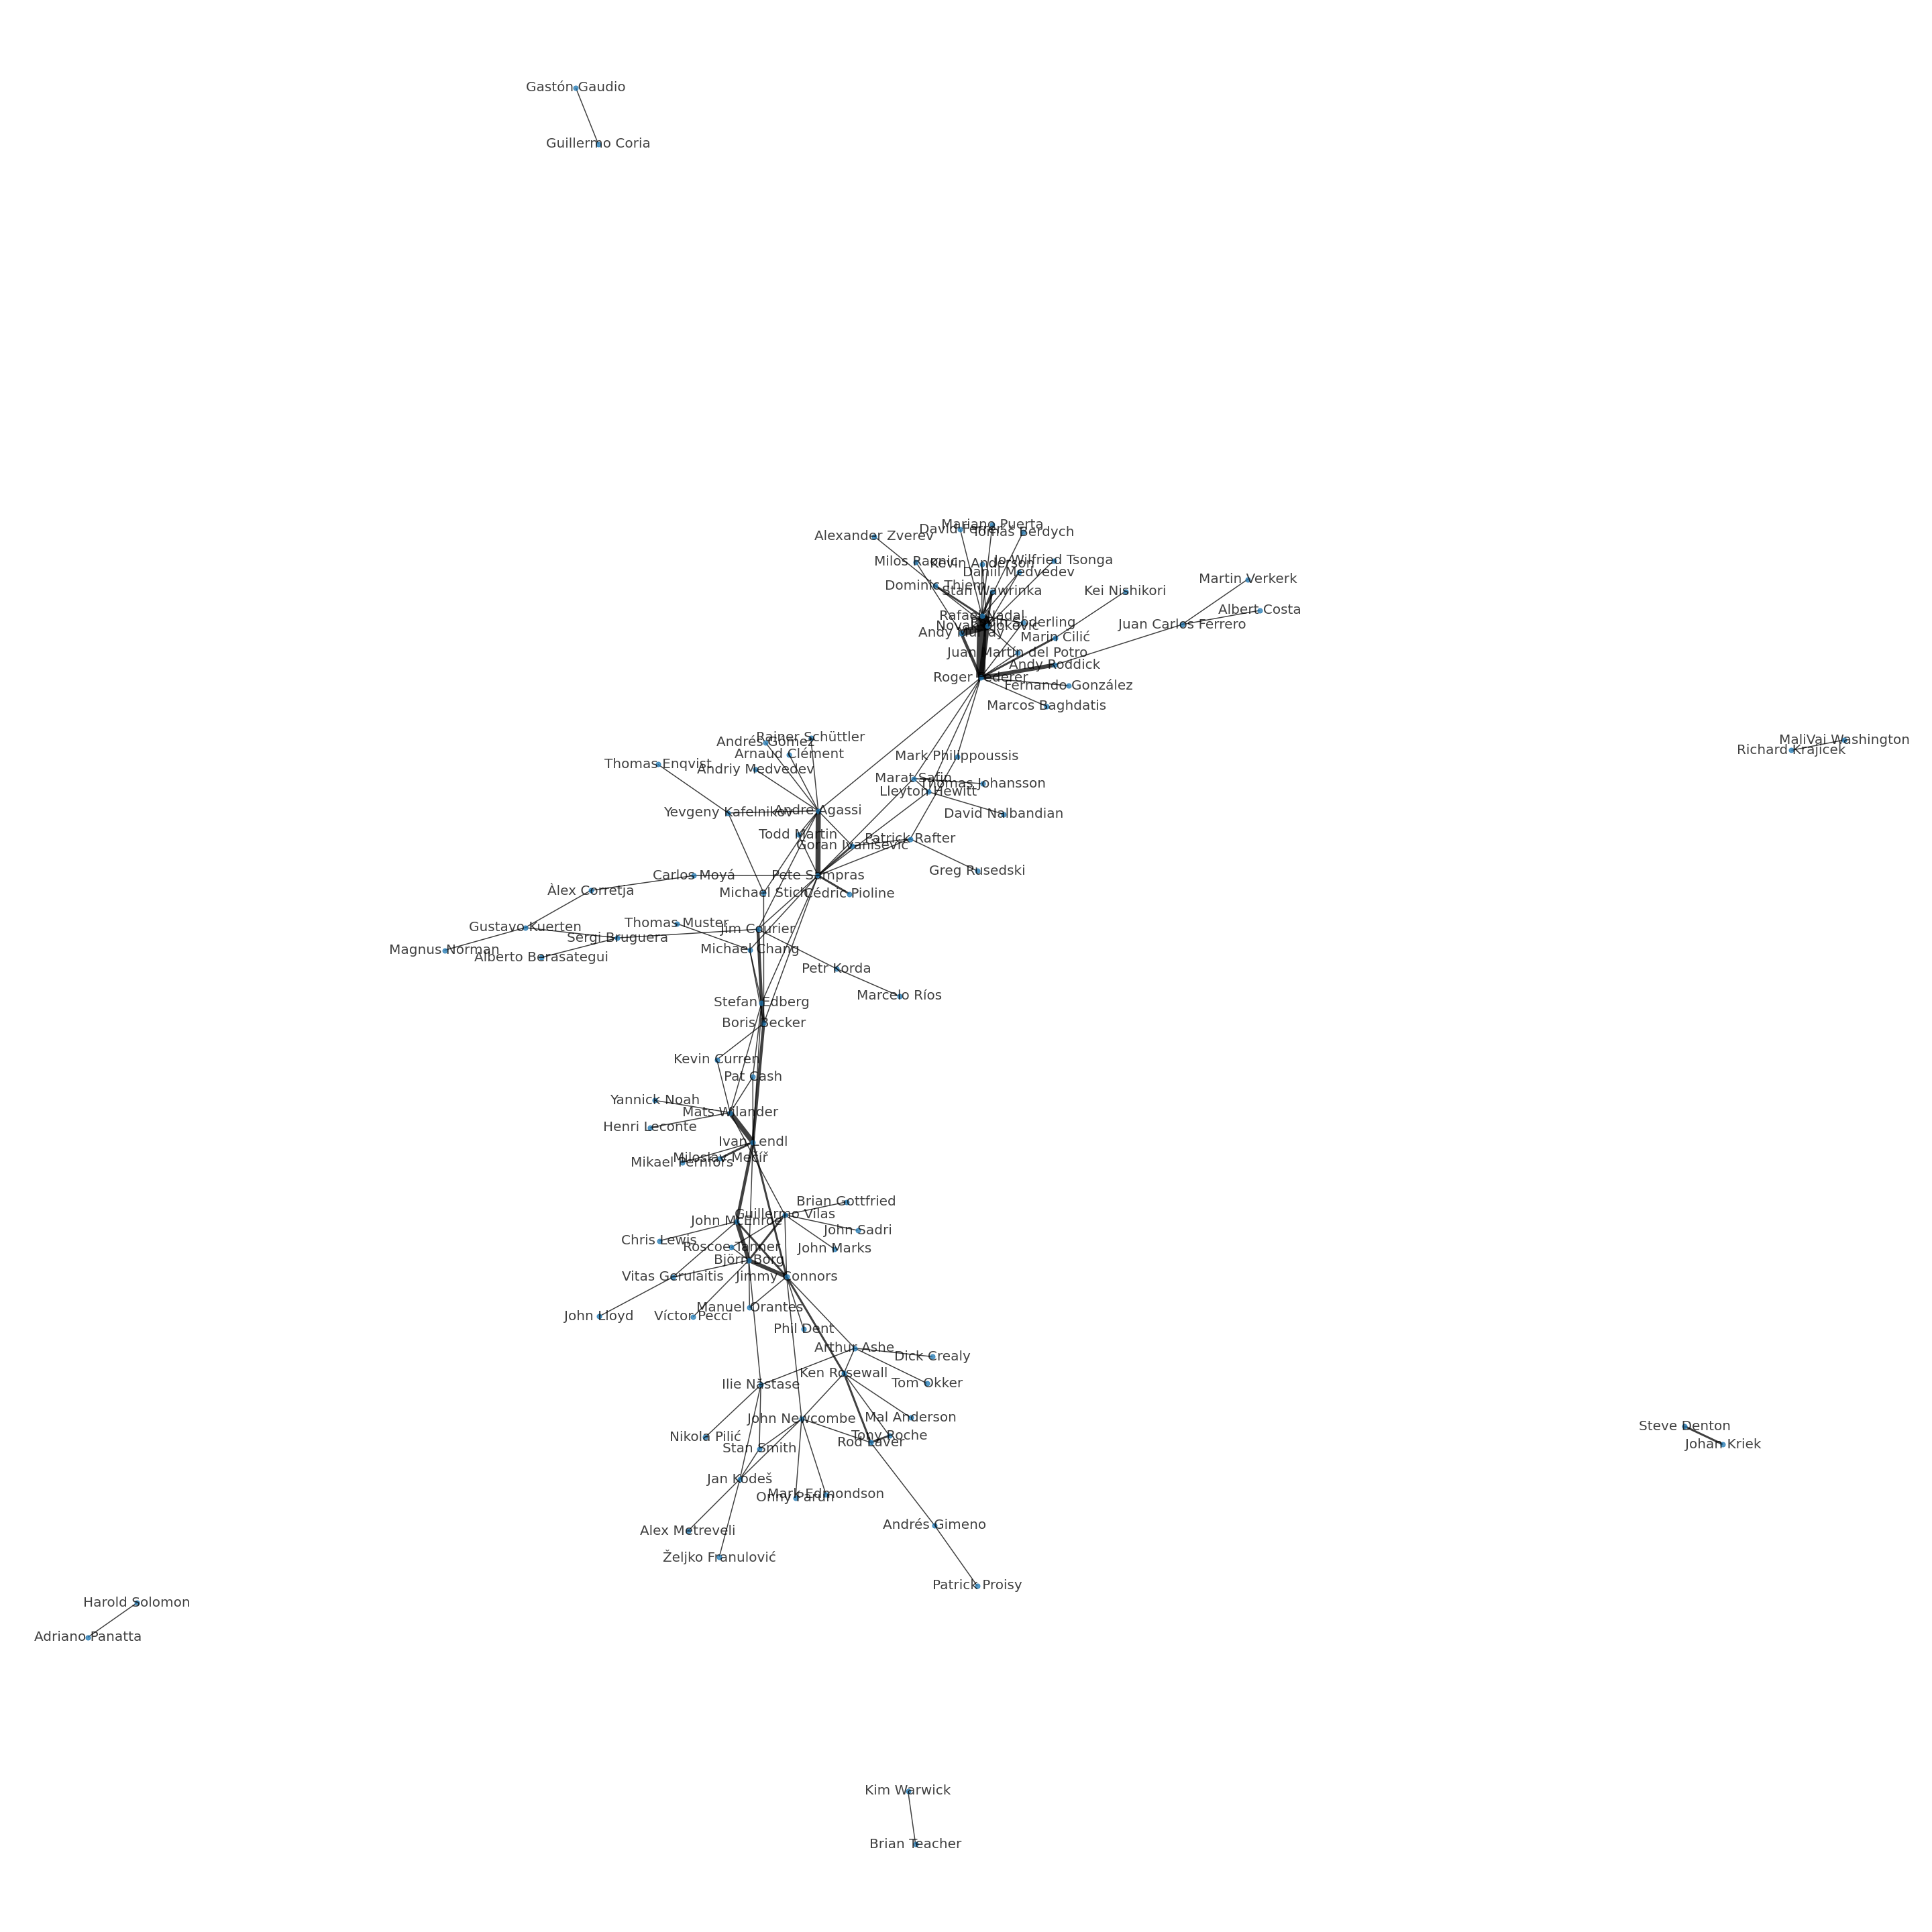 Gastón Gaudio
Guillermo Coria
Mariano Puerta
David Ferrer
Tomáš Berdych
Alexander Zverev
Milos Raonic
Kevin Anderson
Jo-Wilfried Tsonga
Daniil Medvedev
Martin Verkerk
Dominic Thiem
Stan Wawrinka
Kei Nishikori
Albert Costa
Rafael Nadal
Novak Djokovic
Robin Söderling
Juan Carlos Ferrero
Andy Murray
Marin Čilić
Juan Martín del Potro
Andy Roddick
Roger Federer
Fernando González
Marcos Baghdatis
Rainer Schüttler
Andrés Gómez
MaliVai Washington
Richard Krajicek
Arnaud Clément
Mark Philippoussis
Thomas Enqvist
Andriy Medvedev
Marat Safin
Thomas Johansson
Lleyton Hewitt
Yevgeny Kafelnikov
Andre Agassi
David Nalbandian
Todd Martin
Patrick Rafter
Goran Ivanišević
Greg Rusedski
Carlos Moyá
Pete Sampras
Àlex Corretja
Michael Stich
Cédric Pioline
Thomas Muster
Gustavo Kuerten
Jim Courier
Sergi Bruguera
Magnus Norman
Michael Chang
Alberto Berasategui
Petr Korda
Marcelo Ríos
Stefan Edberg
Boris Becker
Kevin Curren
Pat Cash
Yannick Noah
Mats Wilander
Henri Leconte
Ivan Lendl
Miloslav Mečíř
Mikael Pernfors
Brian Gottfried
Guillermo Vilas
John McEnroe
John Sadri
Chris Lewis
Roscoe Tanner
John Marks
Björn Borg
Vitas Gerulaitis
Jimmy Connors
Manuel Orantes
John Lloyd
Víctor Pecci
Phil Dent
Arthur Ashe
Dick Crealy
Ken Rosewall
Ilie Năstase
Tom Okker
John Newcombe
Mal Anderson
Steve Denton
Nikola Pilić
Tony Roche
Rod Laver
Johan Kriek
Stan Smith
Jan Kodeš
Mark Edmondson
Onny Parun
Andrés Gimeno
Alex Metreveli
Željko Franulović
Patrick Proisy
Harold Solomon
Adriano Panatta
Kim Warwick
Brian Teacher